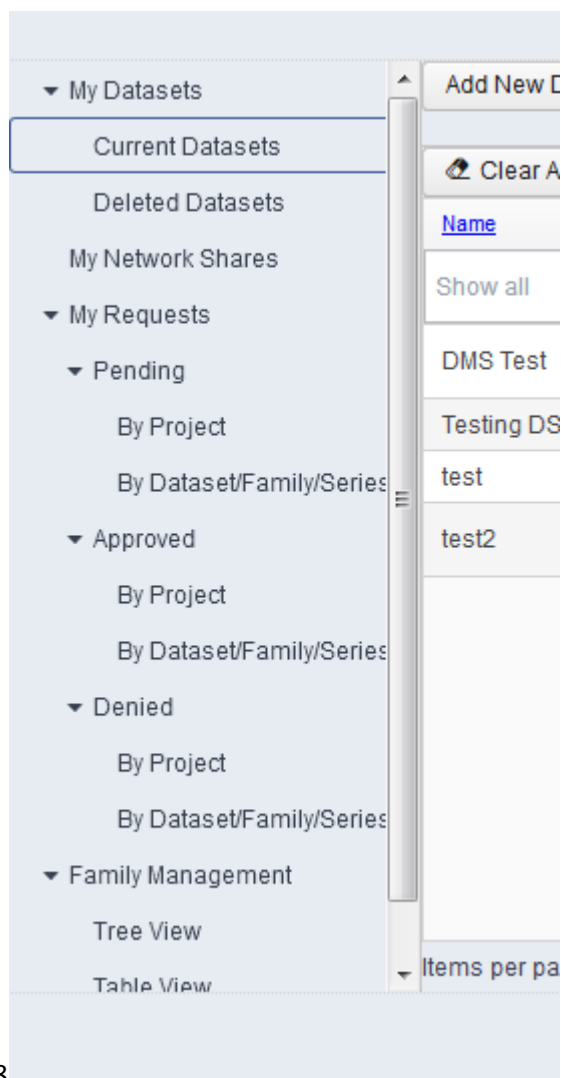 My Datasets
Current Datasets
Deleted Datasets
My Network Shares
My Requests
Pending
By Project
By Dataset/Family/Series
Approved
By Project
By Dataset/Family/Series
Denied
By Project
By Dataset/Family/Series
Family Management
Tree View
Table View
Add New D
Clear A
Name
Show all
DMS Test
Testing DS
test
test2
Items per pa